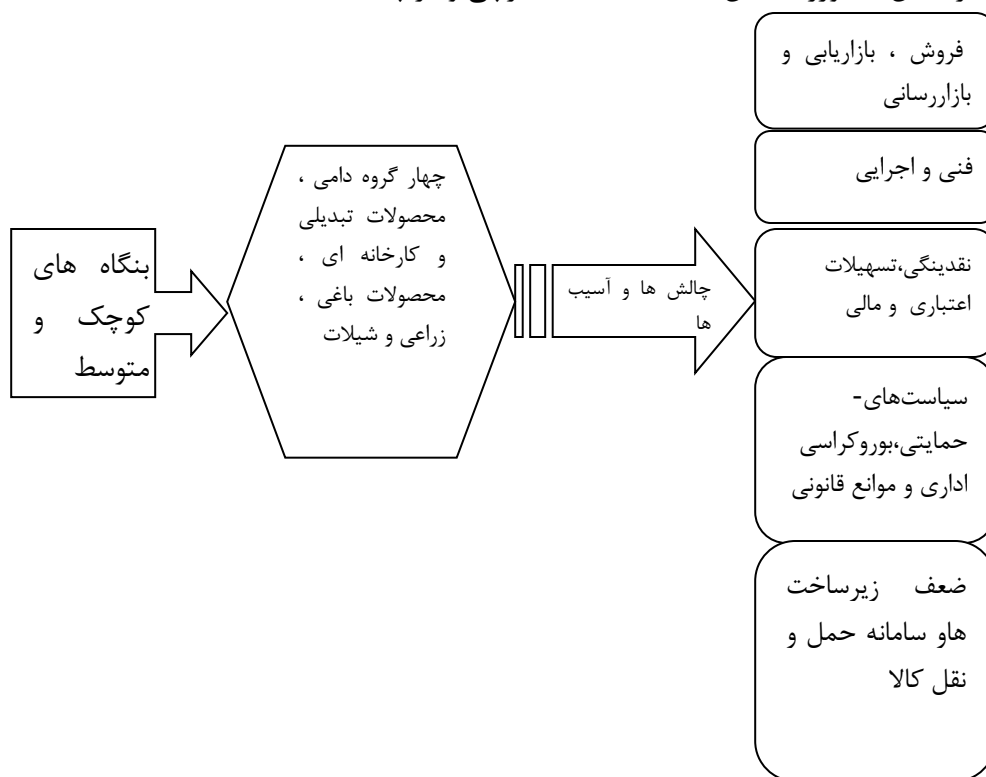 فروش ، بازاریابی و
بازاررسانی
فنی و اجرایی
نقدینگی،تسهیلات
اعتباری و مالی
سیاست‌های-
حمایتی،بوروکراسی
اداری و موانع قانونی
ضعف زیرساخت
هاو سامانه حمل و
نقل کالا
چالش ها و آسیب
ها
چهار گروه دامی ،
محصولات تبدیلی
و کارخانه ای ،
محصولات باغی ،
زراعی و شیلات
بنگاه های
کوچک و
متوسط